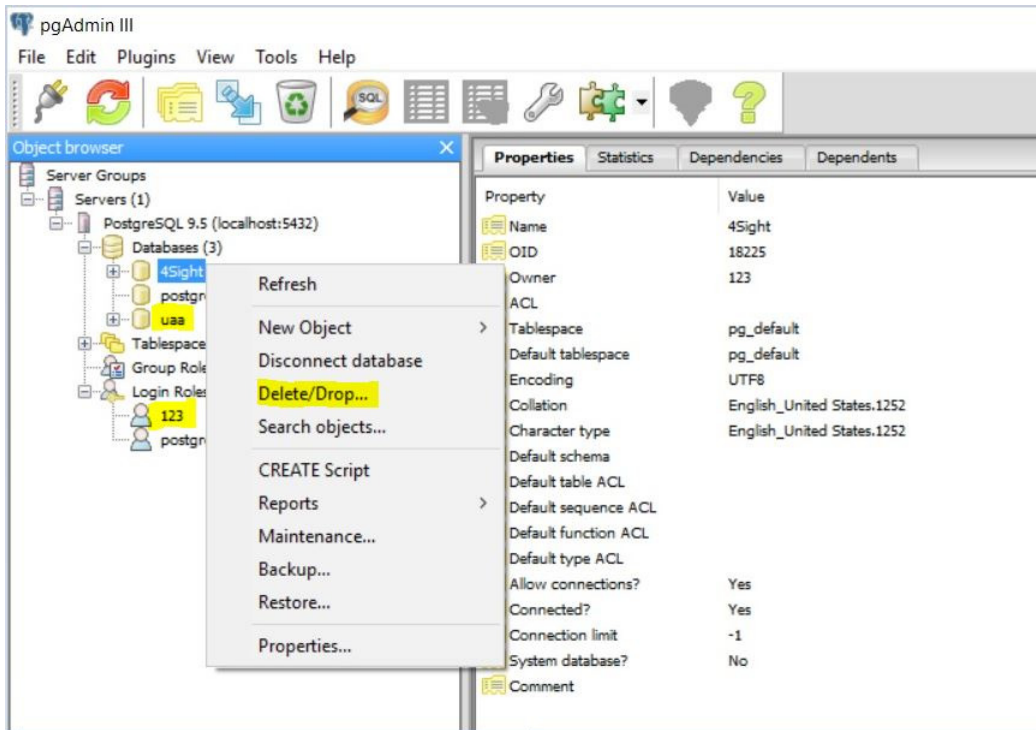 pgAdmin III
File Edit Plugins View Tools Help
SQL
Object browser
Server Groups
Servers (1)
PostgreSQL 9.5 (localhost:5432)
Databases (3)
4Sight
postgr
uaa
Tablespace
Group Role
Login Roles
123
postgr
Refresh
New Object
Disconnect database
Delete/Drop...
Search objects...
CREATE Script
Reports
Maintenance...
Backup...
Restore...
Properties...
Properties Statistics Dependencies Dependents
Property Value
Name 4Sight
OID 18225
Owner 123
ACL
Tablespace pg_default
Default tablespace pg_default
Encoding UTF8
Collation English_United States.1252
Character type English_United States.1252
Default schema
Default table ACL
Default sequence ACL
Default function ACL
Default type ACL
Allow connections? Yes
Connected? Yes
Connection limit -1
System database? No
Comment